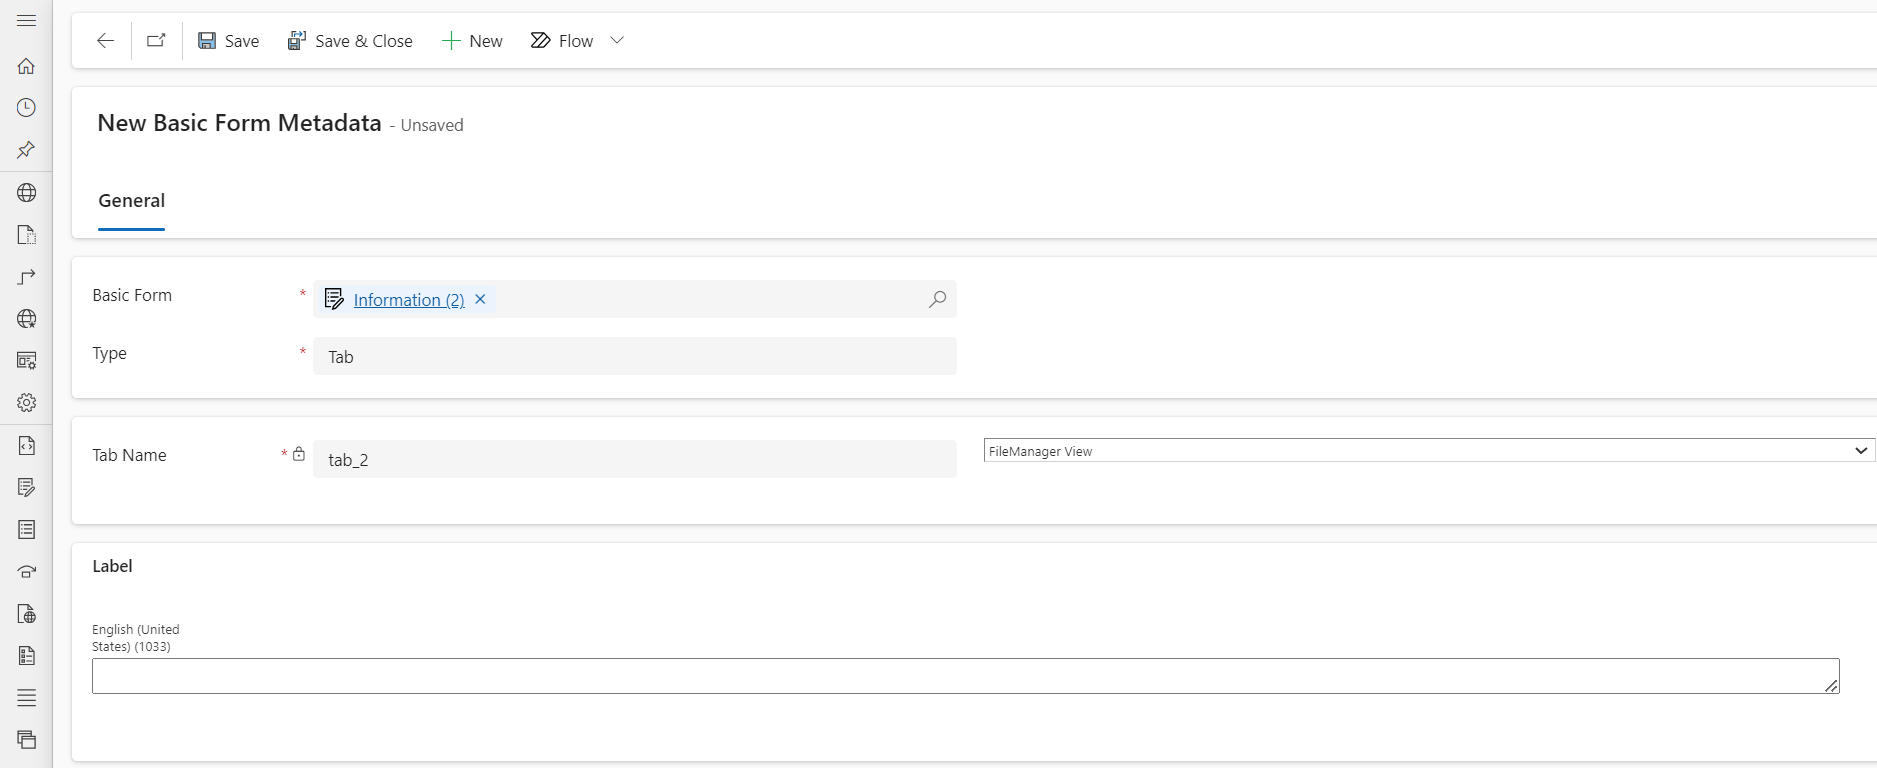 Save
Save & Close
New
Flow
New Basic Form Metadata - Unsaved
General
Basic Form * Information (2)
Type * Tab
Tab Name * tab_2
FileManager View
Label
English (United
States) (1033)